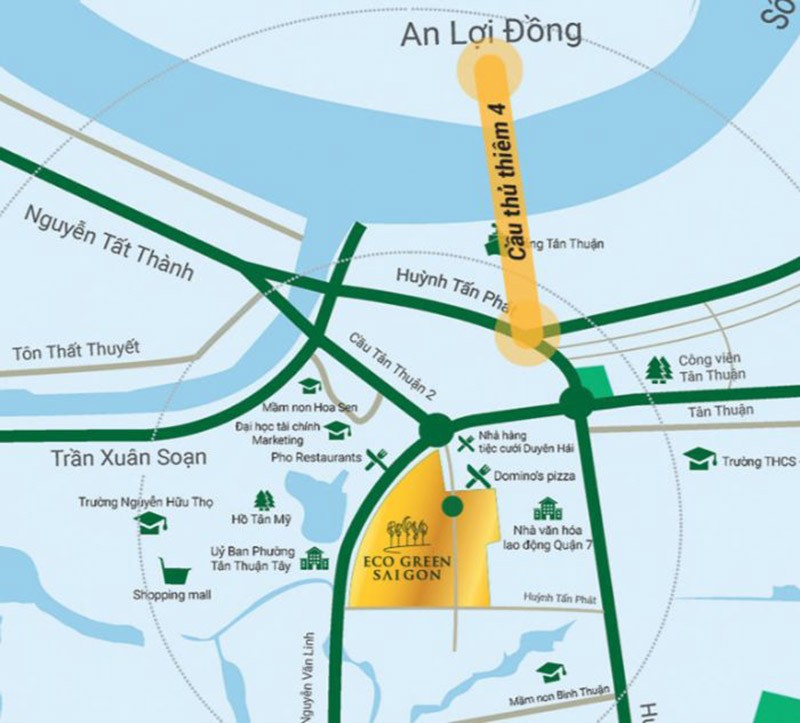 An Lợi Đồng
Cầu thủ thiêm 4
Nguyễn Tất Thành
ng Tân Thuận
Huỳnh Tấn Phá
Tôn Thất Thuyết
Cầu Tân Thuận 2
Công viên
Tân Thuận
Mầm non Hoa Sen
Tân Thuận
Đại học tài chính
Marketing
Pho Restaurants
Nhà hàng
tiệc cưới Duyên Hải
Trần Xuân Soạn
Domino's pizza
Trường THCS
Trường Nguyễn Hữu Thọ
Hồ Tân Mỹ
Nhà văn hóa
lao động Quận 7
Uỷ Ban Phường
Tân Thuận Tây
ECO GREEN
SAIGON
Shopping mall
Huỳnh Tấn Phát
Nguyễn Văn Linh
Mầm non Bình Thuận